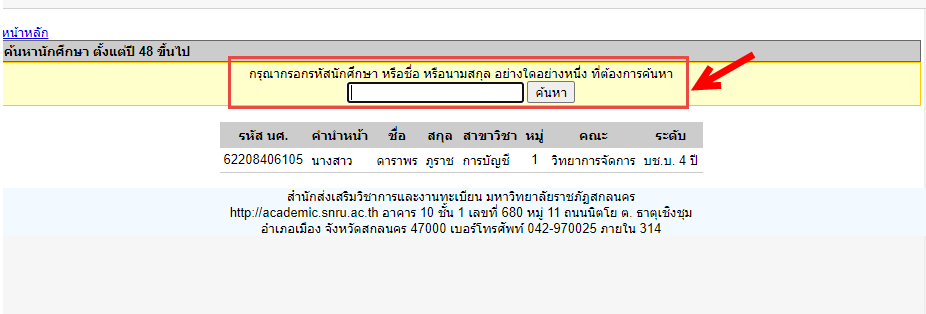 หน้าหลัก
ค้นหานักศึกษา ตั้งแต่ปี 48 ขึ้นไป
กรุณากรอกรหัสนักศึกษา หรือชื่อ หรือนามสกุล อย่างใดอย่างหนึ่ง ที่ต้องการค้นหา
ค้นหา
รหัส นศ. คำนำหน้า ชื่อ สกุล สาขาวิชา หมู่ คณะ ระดับ
62208406105 นางสาว ดาราพร ภูราช การบัญชี 1 วิทยาการจัดการ บช.บ. 4 ปี
สำนักส่งเสริมวิชาการและงานทะเบียน มหาวิทยาลัยราชภัฏสกลนคร
http://academic.snru.ac.th อาคาร 10 ชั้น 1 เลขที่ 680 หมู่ 11 ถนนนิตโย ต. ธาตุเชิงชุม
อำเภอเมือง จังหวัดสกลนคร 47000 เบอร์โทรศัพท์ 042-970025 ภายใน 314